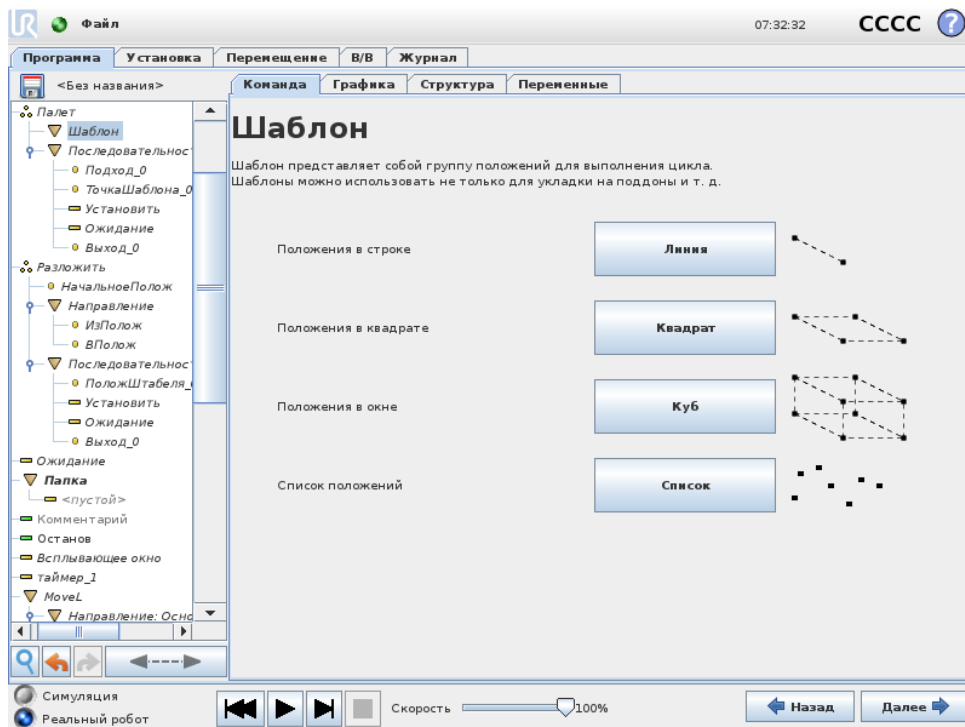 UR
Файл
07:32:32
CCCC
?
Программа Установка Перемещение В/В Журнал
<Без названия>
Команда Графика Структура Переменные
Палет
Шаблон
Последовательнос
Подход_0
ТочкаШаблона_0
Установить
Ожидание
Выход_0
Разложить
НачальноеПолож
Направление
ИзПолож
ВПолож
Последовательнос
ПоложШтабеля_
Установить
Ожидание
Выход_0
Ожидание
Папка
<пустой>
Комментарий
Останов
Всплывающее окно
таймер_1
MoveL
Направление: Осно
Шаблон
Шаблон представляет собой группу положений для выполнения цикла.
Шаблоны можно использовать не только для укладки на поддоны и т. д.
Положения в строке Линия
Положения в квадрате Квадрат
Положения в окне Куб
Список положений Список
Симуляция
Реальный робот
Скорость 100%
Назад Далее